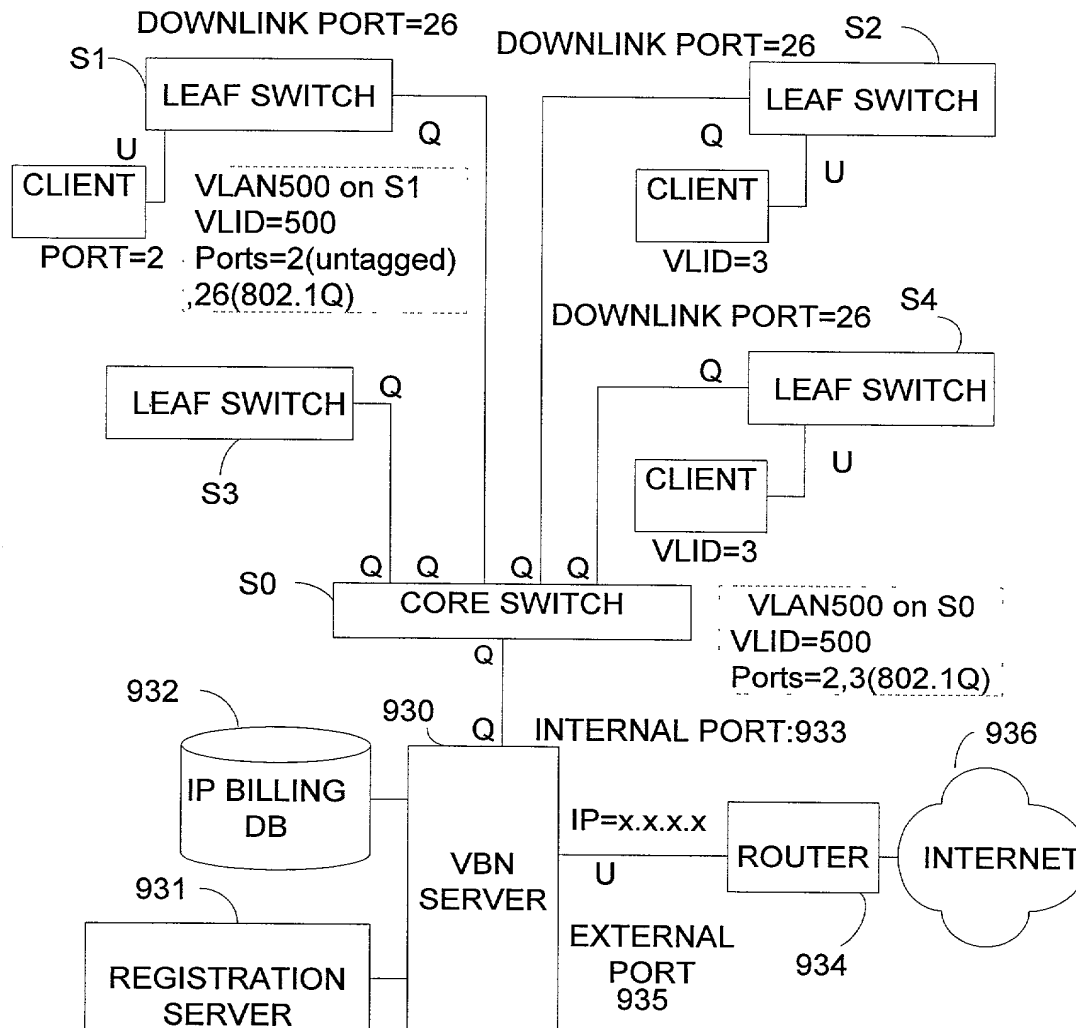 DOWNLINK PORT=26
S1
LEAF SWITCH
U
Q
CLIENT
PORT=2
VLAN500 on S1
VLID=500
Ports=2(untagged)
,26(802.1Q)
DOWNLINK PORT=26
S2
LEAF SWITCH
Q
U
CLIENT
VLID=3
DOWNLINK PORT=26
S4
LEAF SWITCH
Q
U
CLIENT
VLID=3
LEAF SWITCH
Q
S3
Q
Q
Q
Q
S0
CORE SWITCH
Q
VLAN500 on S0
VLID=500
Ports=2,3(802.1Q)
932
930
Q
INTERNAL PORT:933
936
IP BILLING
DB
VBN
SERVER
IP=x.x.x.x
U
ROUTER
INTERNET
931
EXTERNAL
PORT
935
934
REGISTRATION
SERVER